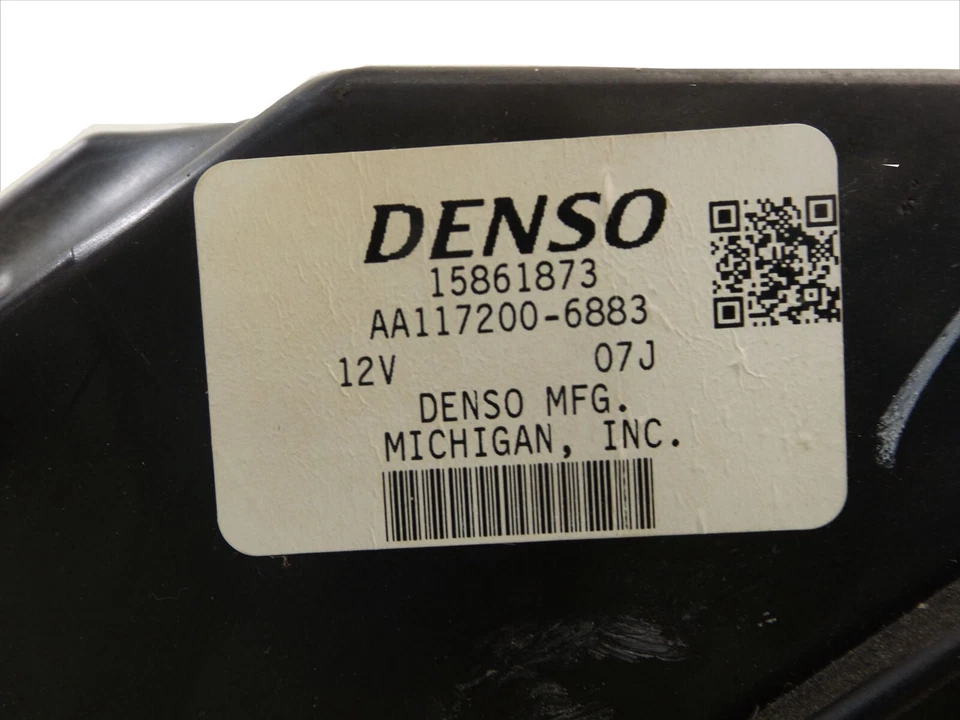 DENSO
15861873
AA117200-6883
12V 07J
DENSO MFG.
MICHIGAN, INC.